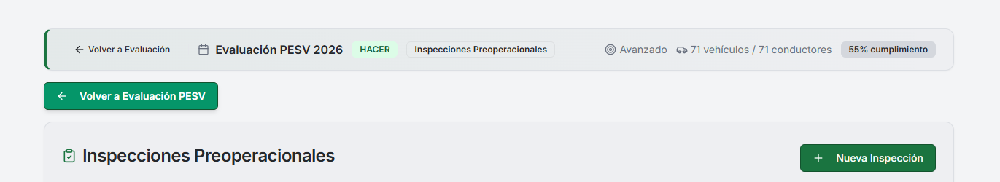 Volver a Evaluación Evaluación PESV 2026 HACER Inspecciones Preoperacionales Avanzado 71 vehículos / 71 conductores 55% cumplimiento
Volver a Evaluación PESV
Inspecciones Preoperacionales Nueva Inspección